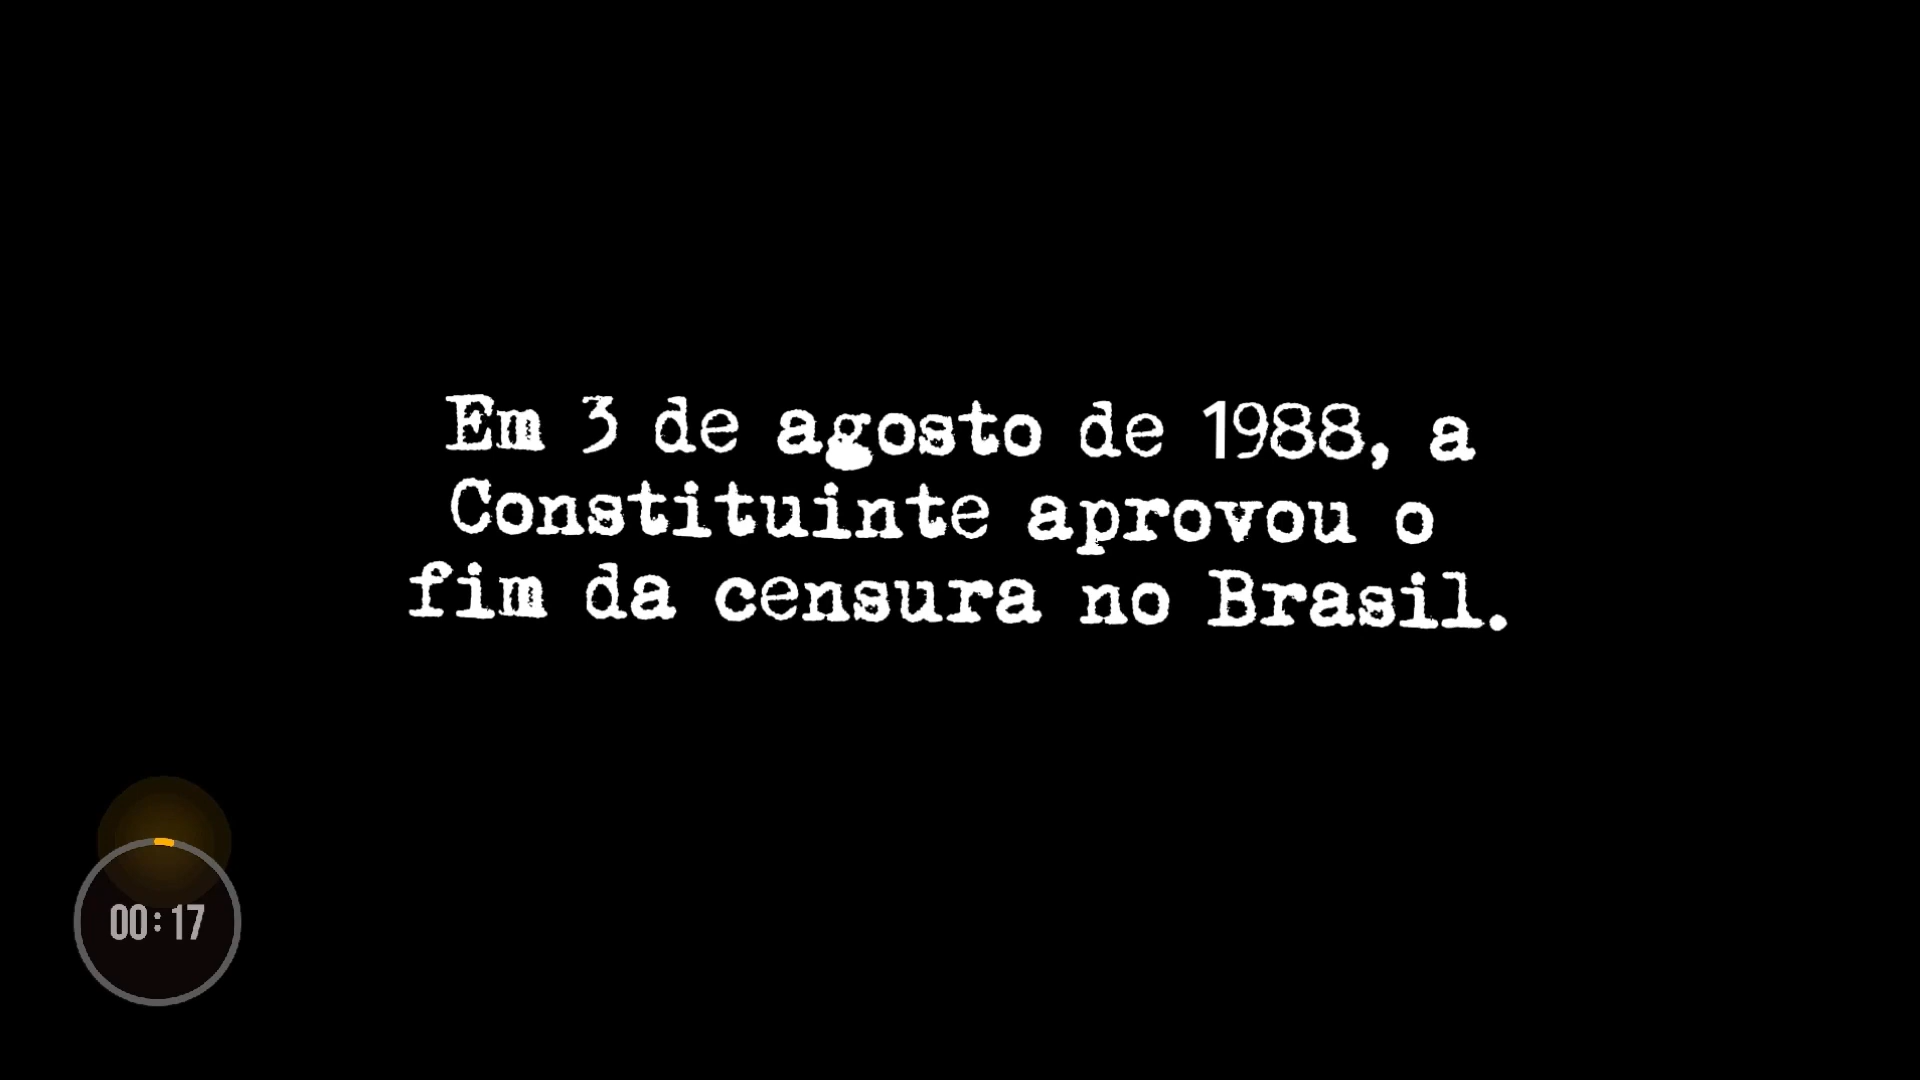 Em 3 de agosto de 1988, a
Constituinte aprovou o
fim da censura no Brasil.
00:17